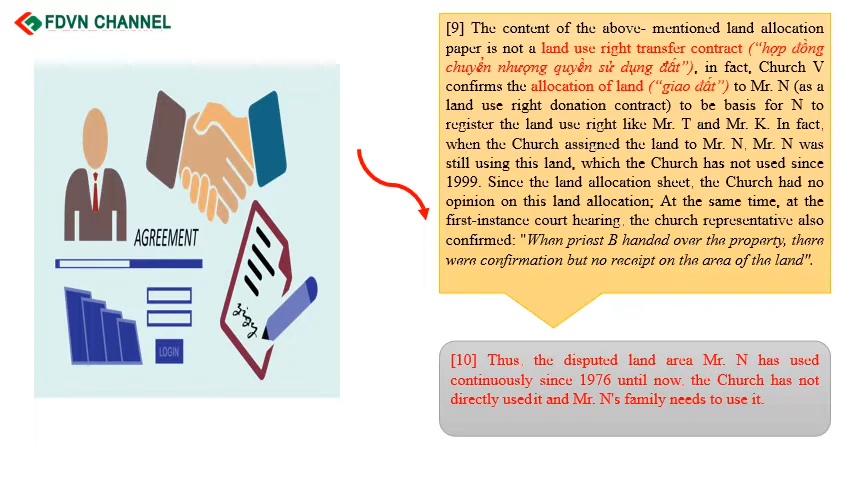 FDVN CHANNEL
[9] The content of the above- mentioned land allocation
paper is not a land use right transfer contract (“hợp đồng
chuyển nhượng quyền sử dụng đất”), in fact, Church V
confirms the allocation of land (“giao đất”) to Mr. N (as a
land use right donation contract) to be basis for N to
register the land use right like Mr. T and Mr. K. In fact,
when the Church assigned the land to Mr. N, Mr. N was
still using this land, which the Church has not used since
1999. Since the land allocation sheet, the Church had no
opinion on this land allocation; At the same time, at the
first-instance court hearing, the church representative also
confirmed: "When priest B handed over the property, there
were confirmation but no receipt on the area of the land".
AGREEMENT
LOGIN
[10] Thus, the disputed land area Mr. N has used
continuously since 1976 until now, the Church has not
directly used it and Mr. N's family needs to use it.